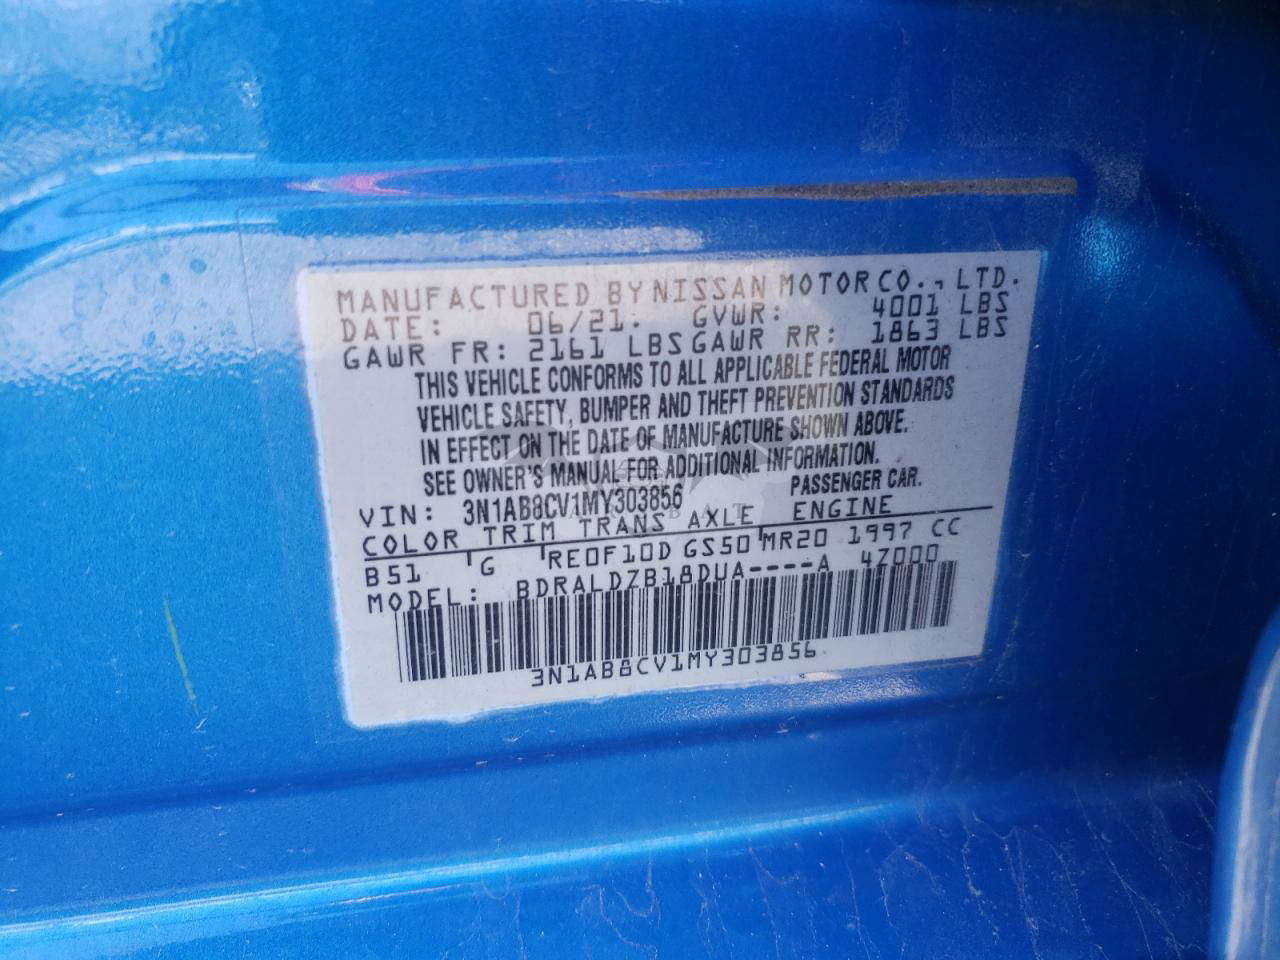 MANUFACTURED BY NISSAN MOTOR CO., LTD.
DATE: 06/21. GVWR: 4001 LBS
GAWR FR: 2161 LBS GAWR RR: 1863 LBS
THIS VEHICLE CONFORMS TO ALL APPLICABLE FEDERAL MOTOR
VEHICLE SAFETY, BUMPER AND THEFT PREVENTION STANDARDS
IN EFFECT ON THE DATE OF MANUFACTURE SHOWN ABOVE.
SEE OWNER'S MANUAL FOR ADDITIONAL INFORMATION.
PASSENGER CAR.
VIN: 3N1AB8CV1MY303856
COLOR TRIM TRANS AXLE ENGINE
B51 G RE0F10D GS50 MR20 1997 CC
MODEL: BDRALDZB18DUA----A 4Z000
3N1AB8CV1MY303856